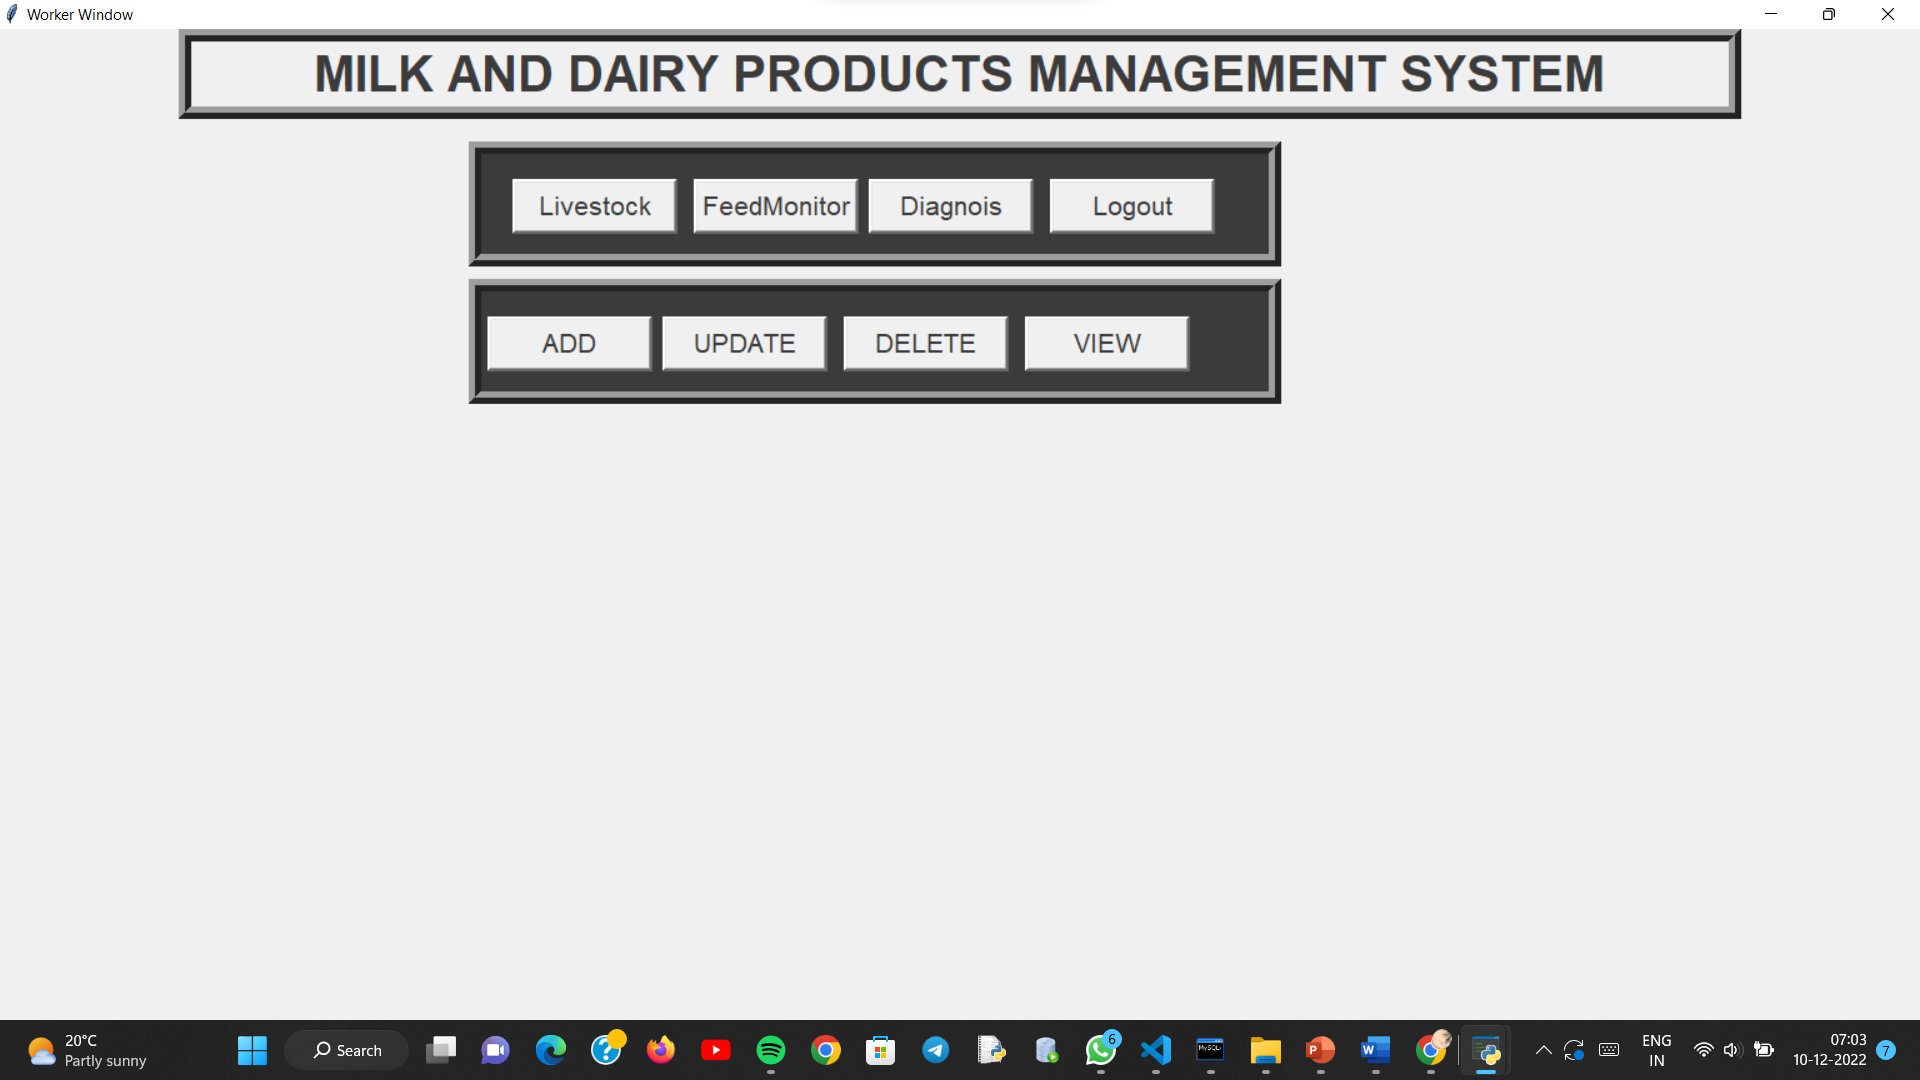 Worker Window
MILK AND DAIRY PRODUCTS MANAGEMENT SYSTEM
Livestock FeedMonitor Diagnois Logout
ADD UPDATE DELETE VIEW
20°C
Partly sunny
Search
6
MySQL
P
W
ENG
IN
07:03
10-12-2022
7